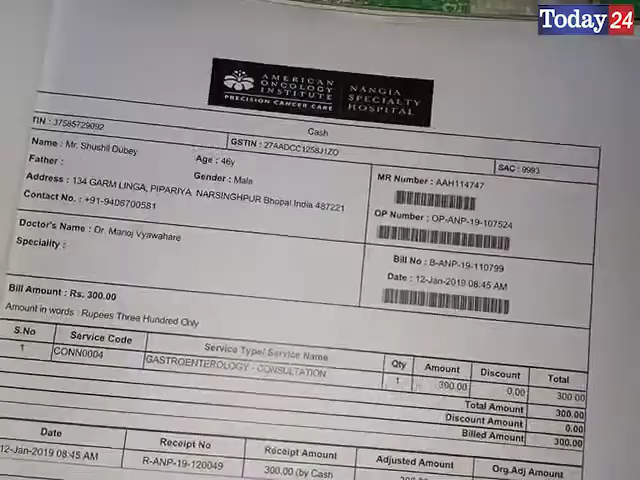 Today 24
AMERICAN ONCOLOGY INSTITUTE
PRECISION CANCER CARE
NANGIA SPECIALTY HOSPITAL
Cash
TIN : 37585729092
GSTIN : 27AADCC1258J1ZO
SAC : 9993
Name : Mr. Shushil Dubey
Age : 46y
Father :
Gender : Male
Address : 134 GARM LINGA, PIPARIYA NARSINGHPUR Bhopal India 487221
Contact No. : +91-9406700581
MR Number : AAH114747
OP Number : OP-ANP-19-107524
Doctor's Name : Dr. Manoj Vyawahare
Speciality :
Bill No : B-ANP-19-110799
Date : 12-Jan-2019 08:45 AM
Bill Amount : Rs. 300.00
Amount in words : Rupees Three Hundred Only
S.No Service Code Service Type/ Service Name Qty Amount Discount Total
1 CONN0004 GASTROENTEROLOGY - CONSULTATION 1 300.00 0.00 300.00
Total Amount 300.00
Discount Amount 0.00
Billed Amount 300.00
Date Receipt No Receipt Amount Adjusted Amount Org.Adj Amount
12-Jan-2019 08:45 AM R-ANP-19-120049 300.00 (by Cash